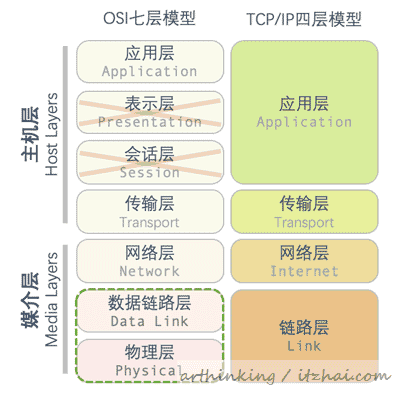 OSI七层模型
TCP/IP四层模型
主机层
Host Layers
应用层
Application
表示层
Presentation
会话层
Session
传输层
Transport
应用层
Application
传输层
Transport
媒介层
Media Layers
网络层
Network
数据链路层
Data Link
物理层
Physical
网络层
Internet
链路层
Link
arthinking / itzhai.com